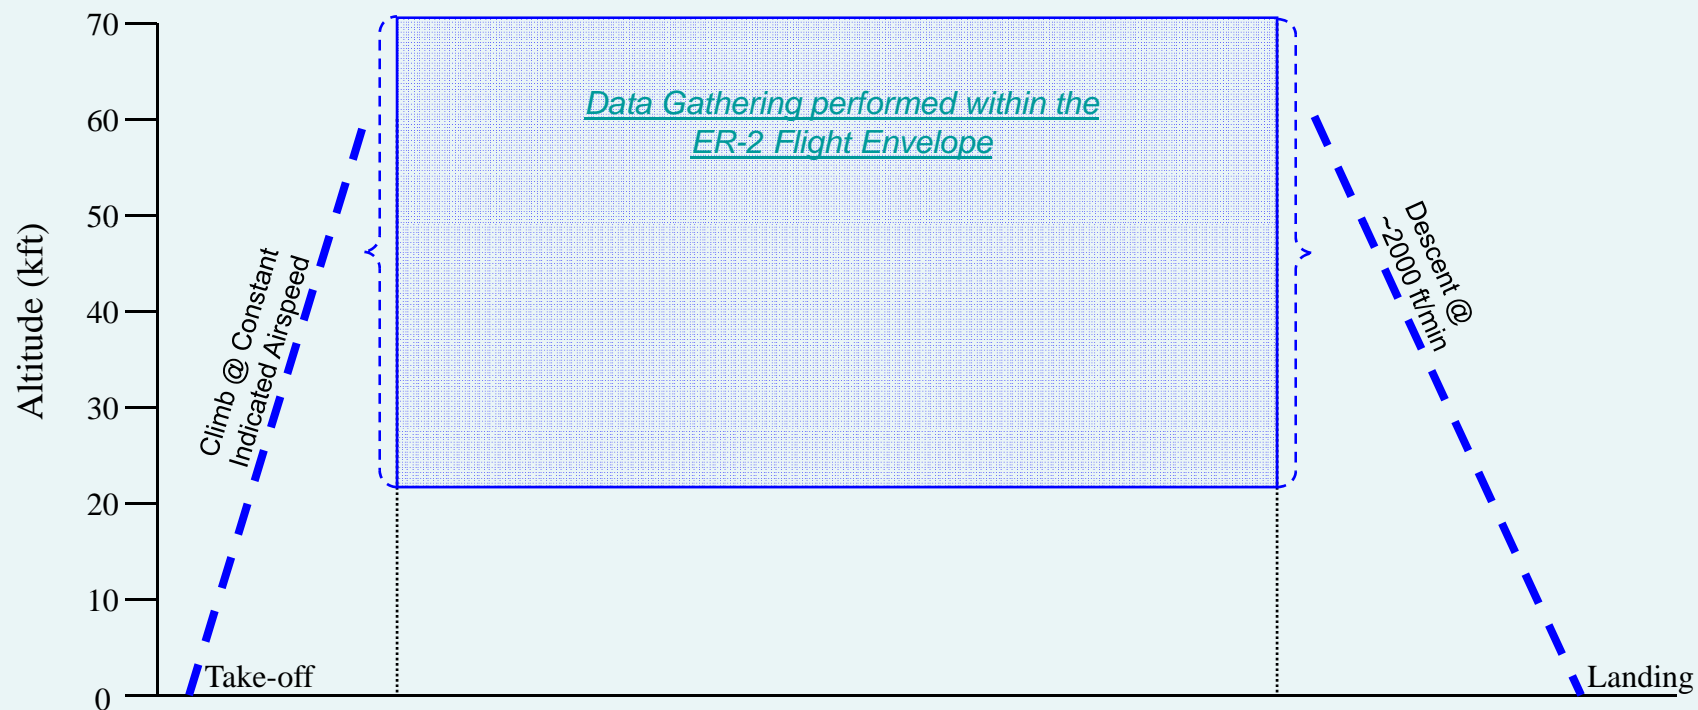 70
60
50
40
30
20
10
0
Altitude (kft)
Data Gathering performed within the
ER-2 Flight Envelope
Climb @ Constant
Indicated Airspeed
Descent @
~2000 ft/min
Take-off
Landing